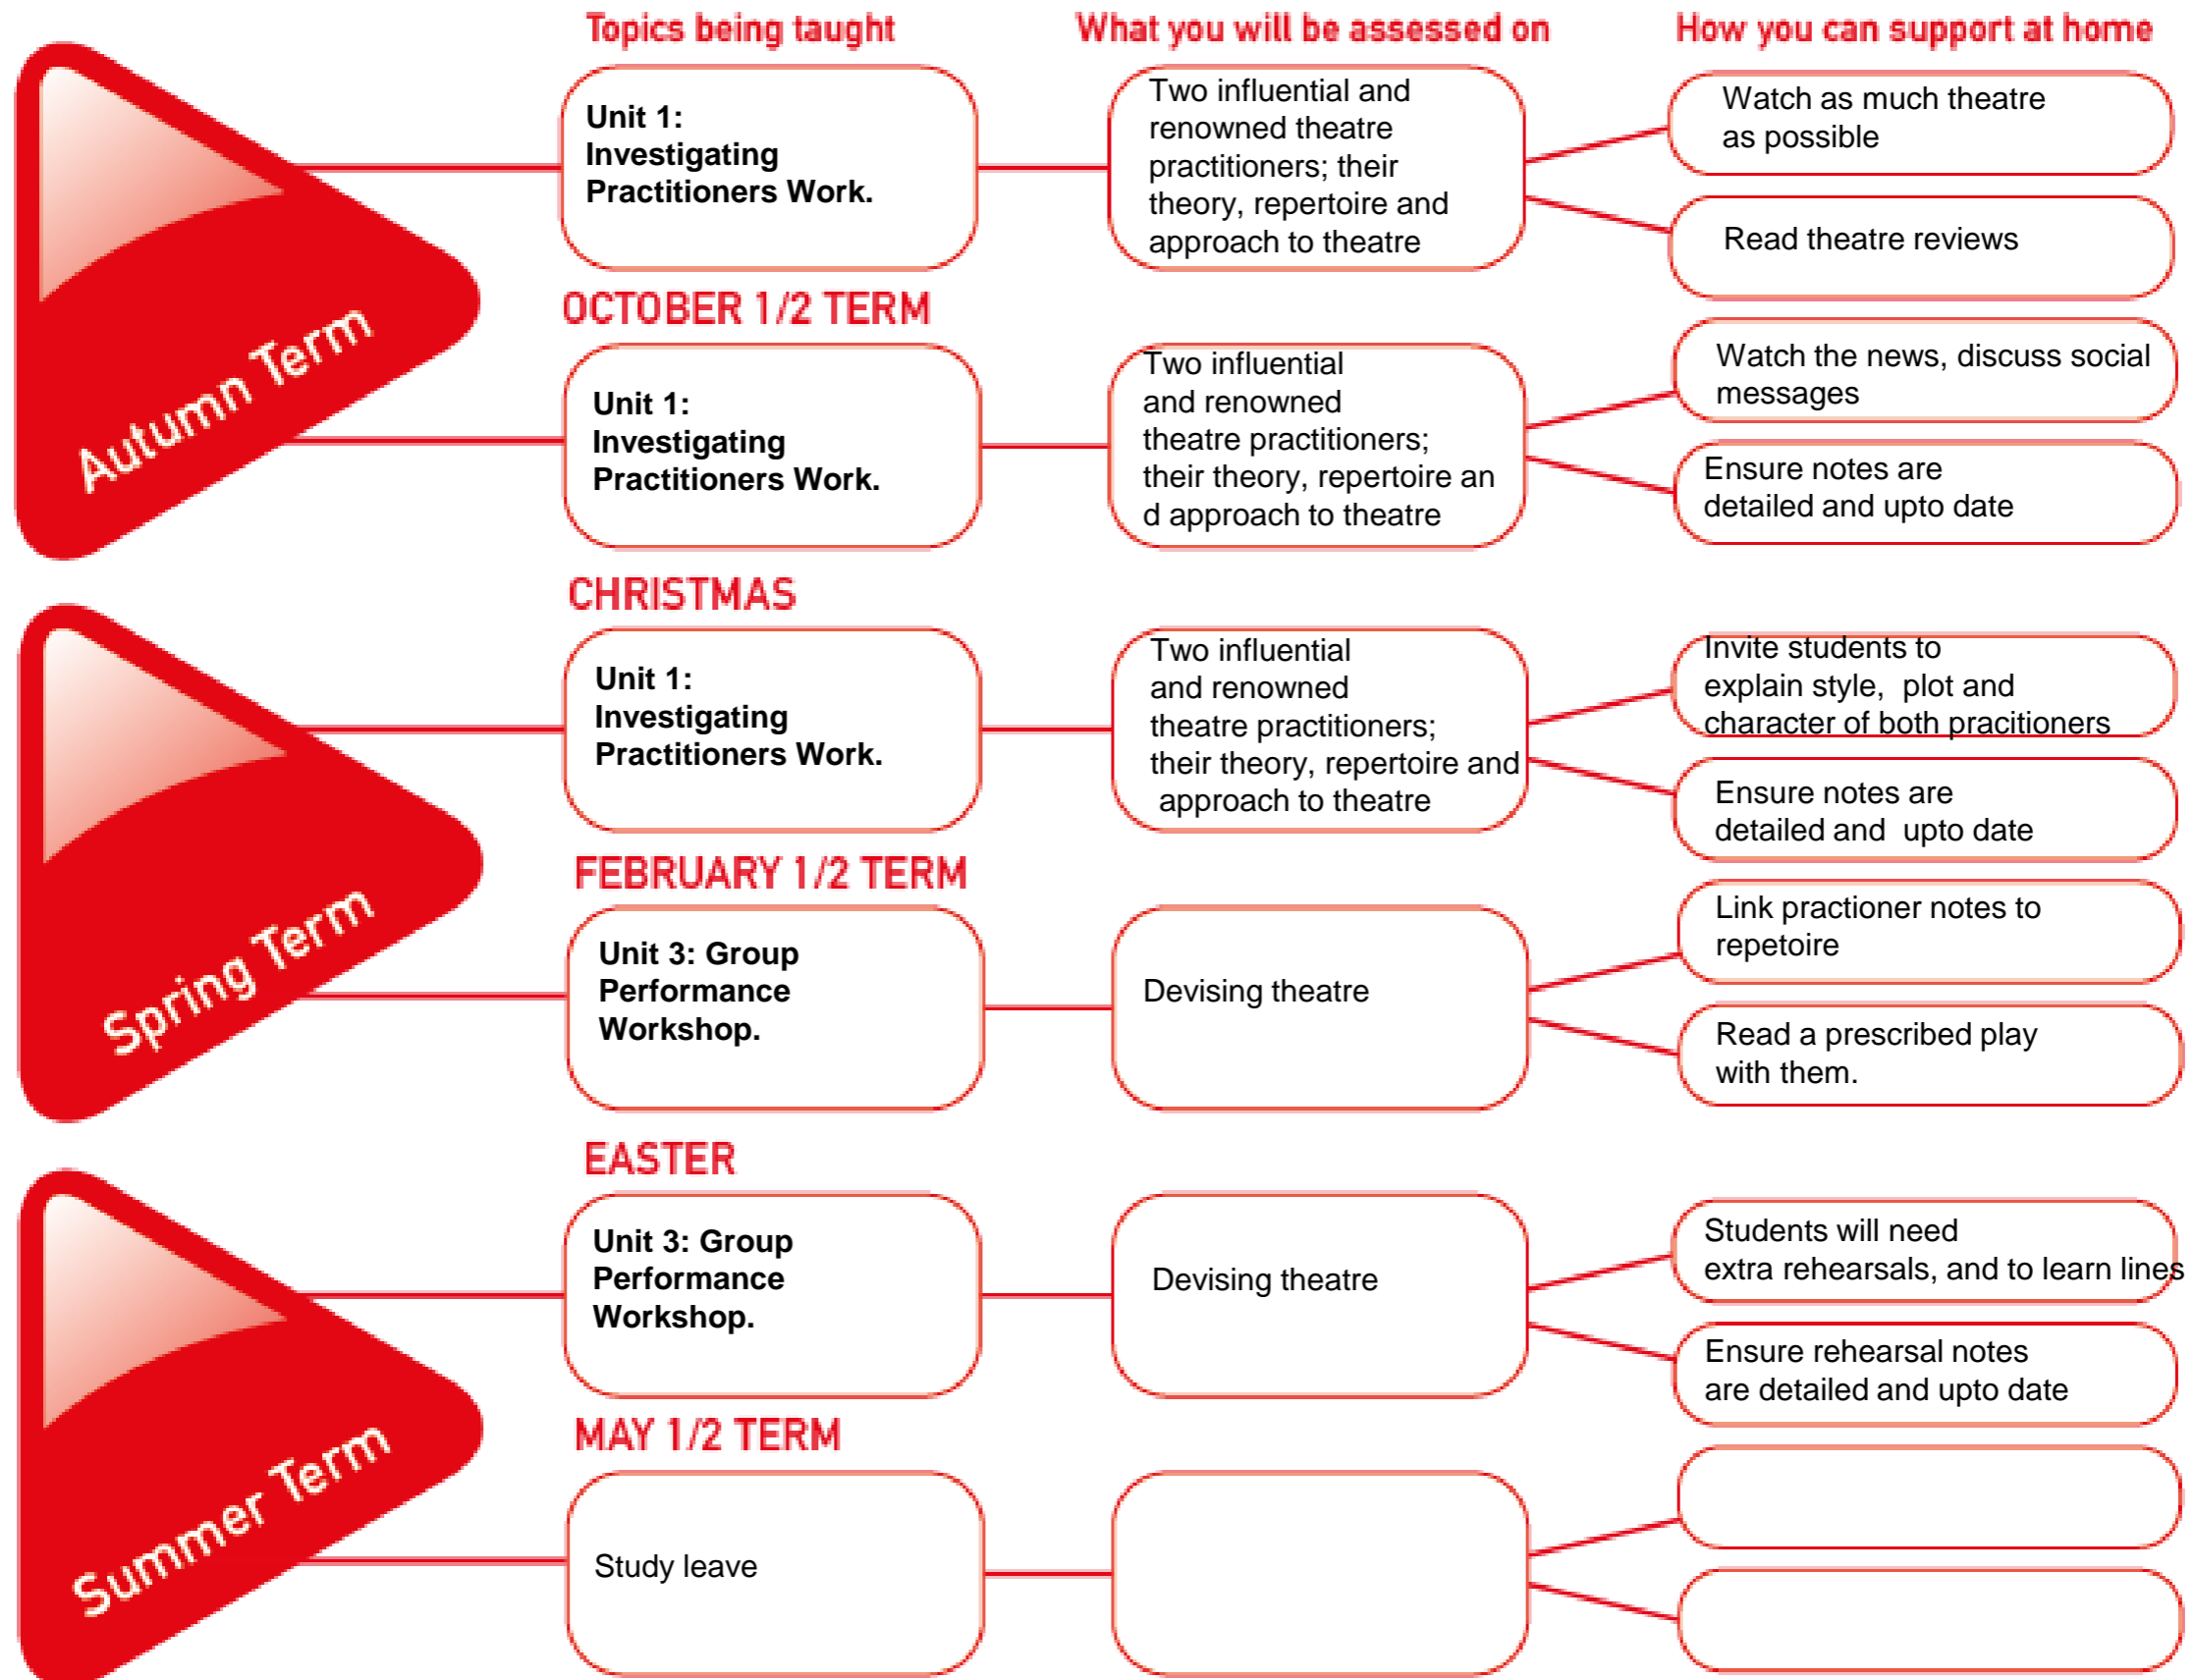 Topics being taught
What you will be assessed on
How you can support at home
Autumn Term
Unit 1:
Investigating
Practitioners Work.
Two influential and
renowned theatre
practitioners; their
theory, repertoire and
approach to theatre
Watch as much theatre
as possible
Read theatre reviews
OCTOBER 1/2 TERM
Unit 1:
Investigating
Practitioners Work.
Two influential
and renowned
theatre practitioners;
their theory, repertoire an
d approach to theatre
Watch the news, discuss social
messages
Ensure notes are
detailed and upto date
CHRISTMAS
Spring Term
Unit 1:
Investigating
Practitioners Work.
Two influential
and renowned
theatre practitioners;
their theory, repertoire and
approach to theatre
Invite students to
explain style,  plot and
character of both pracitioners
Ensure notes are
detailed and  upto date
FEBRUARY 1/2 TERM
Unit 3: Group
Performance
Workshop.
Devising theatre
Link practioner notes to
repetoire
Read a prescribed play
with them.
EASTER
Summer Term
Unit 3: Group
Performance
Workshop.
Devising theatre
Students will need
extra rehearsals, and to learn lines
Ensure rehearsal notes
are detailed and upto date
MAY 1/2 TERM
Study leave